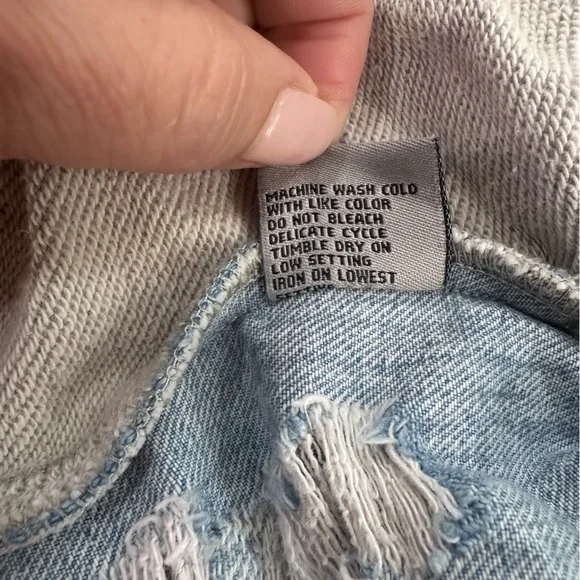 MACHINE WASH COLD
WITH LIKE COLOR
DO NOT BLEACH
DELICATE CYCLE
TUMBLE DRY ON
LOW SETTING
IRON ON LOWEST
SETTING